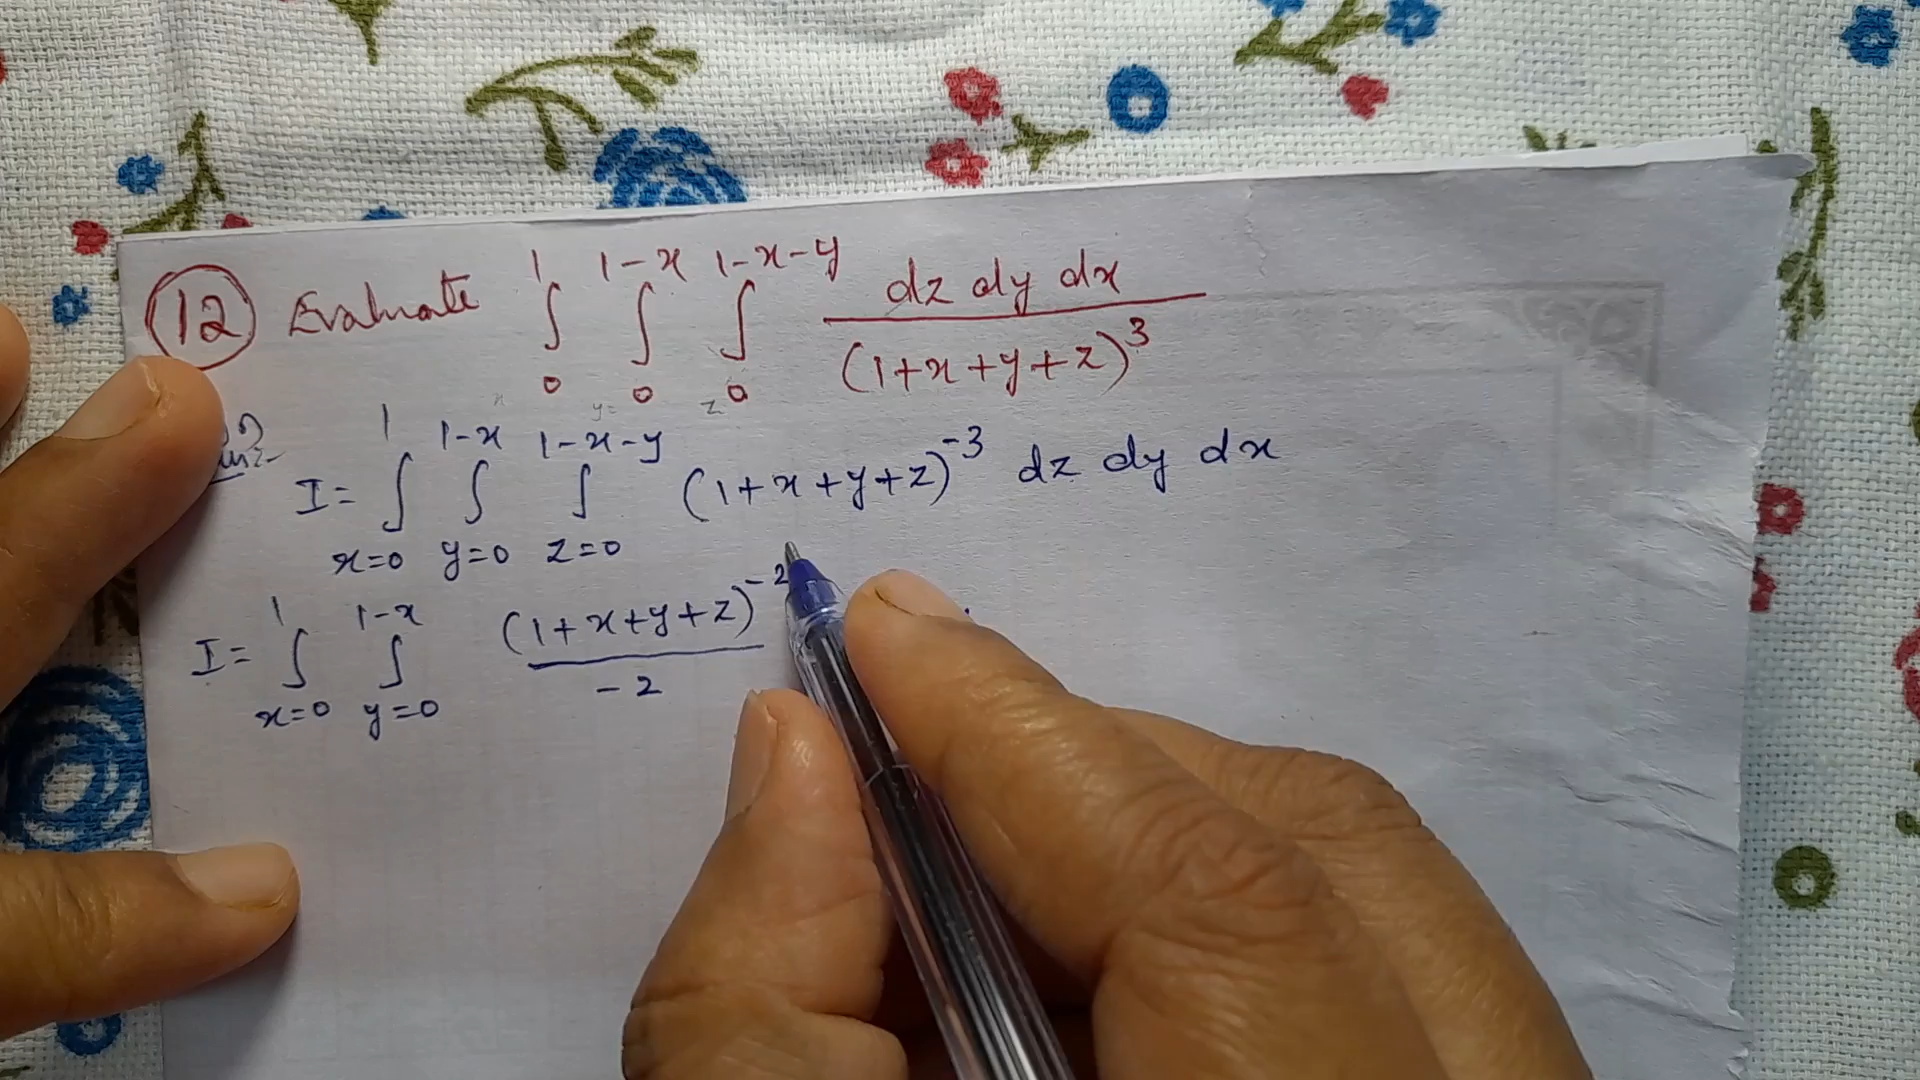 12 Evaluate ∫₀¹ ∫₀^(1-x) ∫₀^(1-x-y) dz dy dx / (1+x+y+z)³
x y= z
I = ∫_(x=0)^1 ∫_(y=0)^(1-x) ∫_(z=0)^(1-x-y) (1+x+y+z)^-3 dz dy dx
I = ∫_(x=0)^1 ∫_(y=0)^(1-x) (1+x+y+z)^-2 / -2